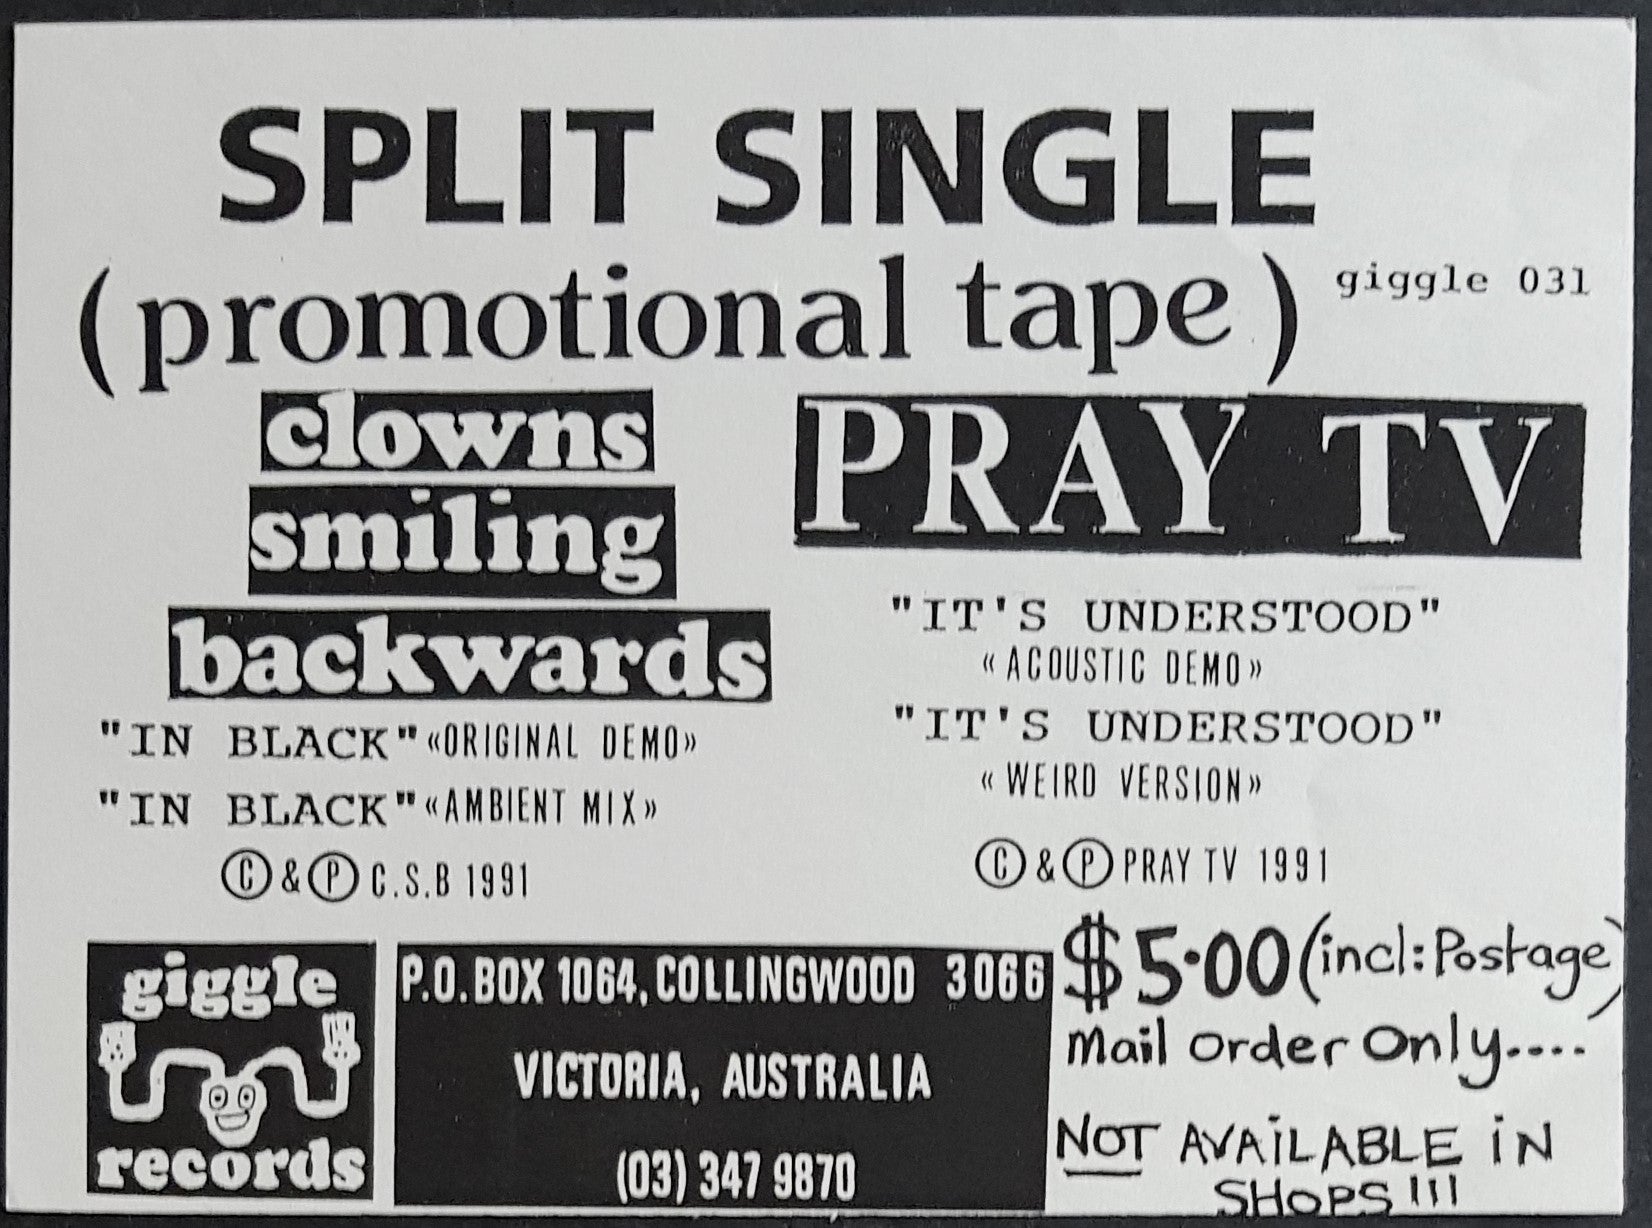 SPLIT SINGLE
(promotional tape) giggle 031
clowns
smiling
backwards
"IN BLACK" «ORIGINAL DEMO»
"IN BLACK" «AMBIENT MIX»
© & ℗ C.S.B 1991
PRAY TV
"IT'S UNDERSTOOD"
«ACOUSTIC DEMO»
"IT'S UNDERSTOOD"
«WEIRD VERSION»
© & ℗ PRAY TV 1991
giggle
records
P.O. BOX 1064, COLLINGWOOD 3066
VICTORIA, AUSTRALIA
(03) 347 9870
$5·00 (incl: Postage)
Mail Order Only....
NOT AVAILABLE IN
SHOPS!!!